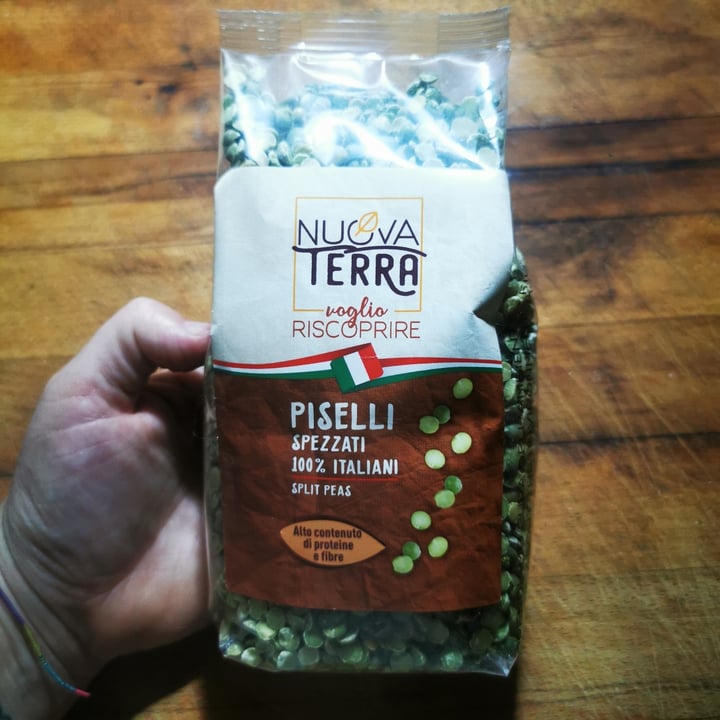 NUOVA
TERRA
voglio
RISCOPRIRE
PISELLI
SPEZZATI
100% ITALIANI
SPLIT PEAS
Alto contenuto
di proteine
e fibre